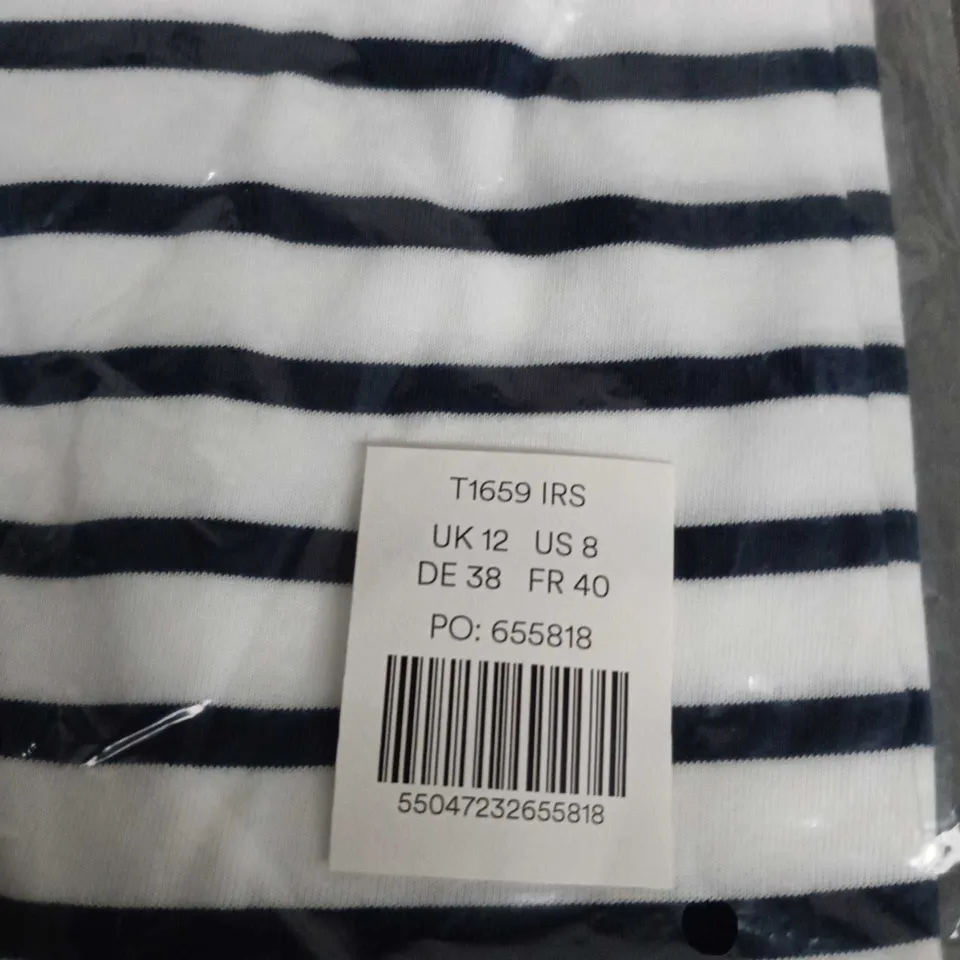 T1659 IRS
UK 12 US 8
DE 38 FR 40
PO: 655818
55047232655818